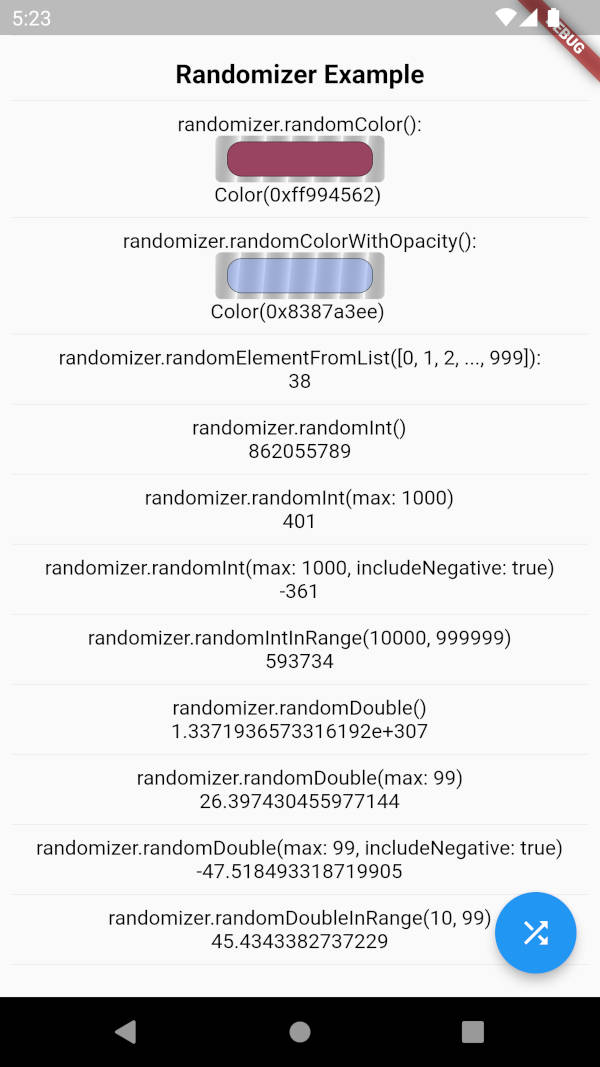 5:23
DEBUG
Randomizer Example
randomizer.randomColor():
Color(0xff994562)
randomizer.randomColorWithOpacity():
Color(0x8387a3ee)
randomizer.randomElementFromList([0, 1, 2, ..., 999]):
38
randomizer.randomInt()
862055789
randomizer.randomInt(max: 1000)
401
randomizer.randomInt(max: 1000, includeNegative: true)
-361
randomizer.randomIntInRange(10000, 999999)
593734
randomizer.randomDouble()
1.3371936573316192e+307
randomizer.randomDouble(max: 99)
26.397430455977144
randomizer.randomDouble(max: 99, includeNegative: true)
-47.518493318719905
randomizer.randomDoubleInRange(10, 99)
45.4343382737229